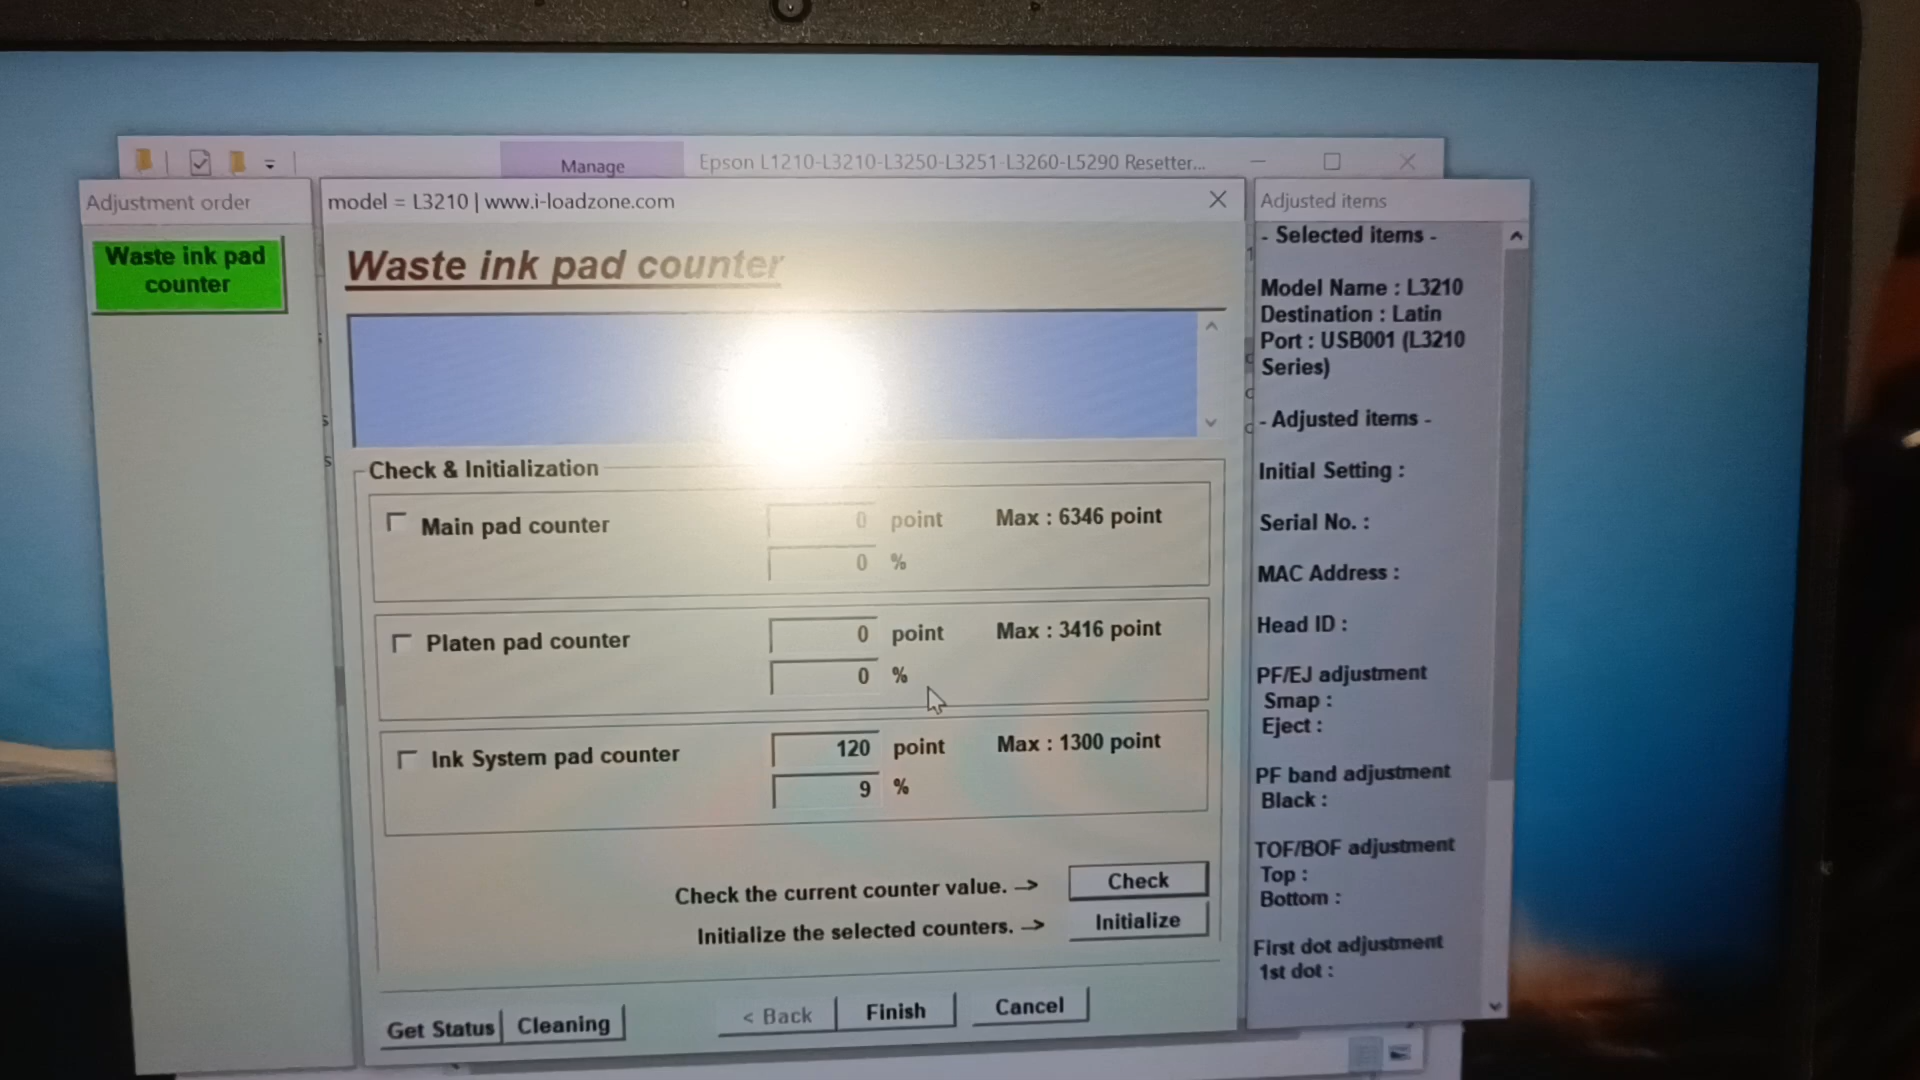 Manage
Epson L1210-L3210-L3250-L3251-L3260-L5290 Resetter...
Adjustment order
model = L3210 | www.i-loadzone.com
Adjusted items
Waste ink pad
counter
Waste ink pad counter
- Selected items -
Model Name : L3210
Destination : Latin
Port : USB001 (L3210
Series)
- Adjusted items -
Initial Setting :
Serial No. :
MAC Address :
Head ID :
PF/EJ adjustment
Smap :
Eject :
PF band adjustment
Black :
TOF/BOF adjustment
Top :
Bottom :
First dot adjustment
1st dot :
Check & Initialization
Main pad counter 0 point Max : 6346 point
0 %
Platen pad counter 0 point Max : 3416 point
0 %
Ink System pad counter 120 point Max : 1300 point
9 %
Check the current counter value. --> Check
Initialize the selected counters. --> Initialize
Get Status Cleaning < Back Finish Cancel